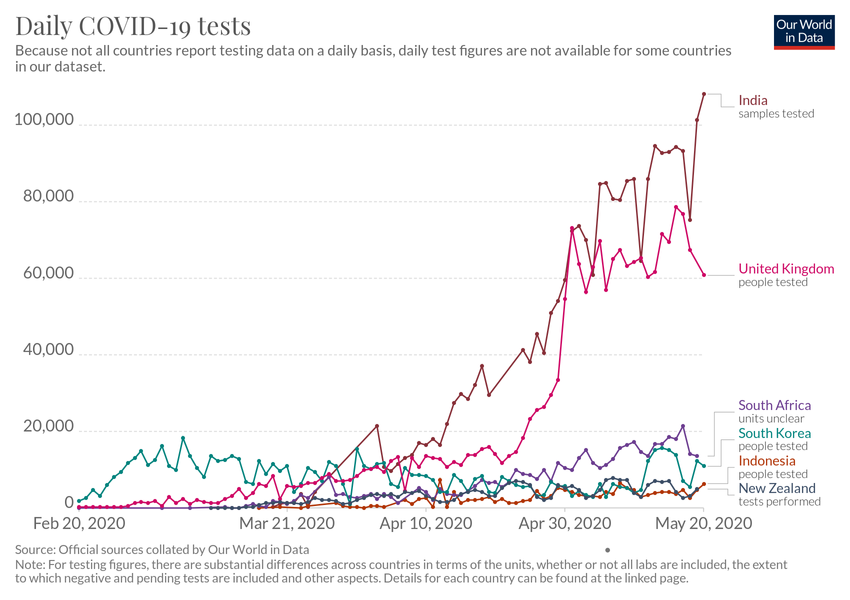 Daily COVID-19 tests
Our World
in Data
Because not all countries report testing data on a daily basis, daily test figures are not available for some countries
in our dataset.
100,000
80,000
60,000
40,000
20,000
0
India
samples tested
United Kingdom
people tested
South Africa
units unclear
South Korea
people tested
Indonesia
people tested
New Zealand
tests performed
Feb 20, 2020
Mar 21, 2020
Apr 10, 2020
Apr 30, 2020
May 20, 2020
Source: Official sources collated by Our World in Data
Note: For testing figures, there are substantial differences across countries in terms of the units, whether or not all labs are included, the extent
to which negative and pending tests are included and other aspects. Details for each country can be found at the linked page.